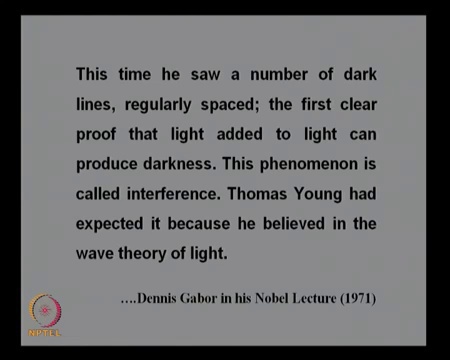 This time he saw a number of dark
lines, regularly spaced; the first clear
proof that light added to light can
produce darkness. This phenomenon is
called interference. Thomas Young had
expected it because he believed in the
wave theory of light.
....Dennis Gabor in his Nobel Lecture (1971)
NPTEL